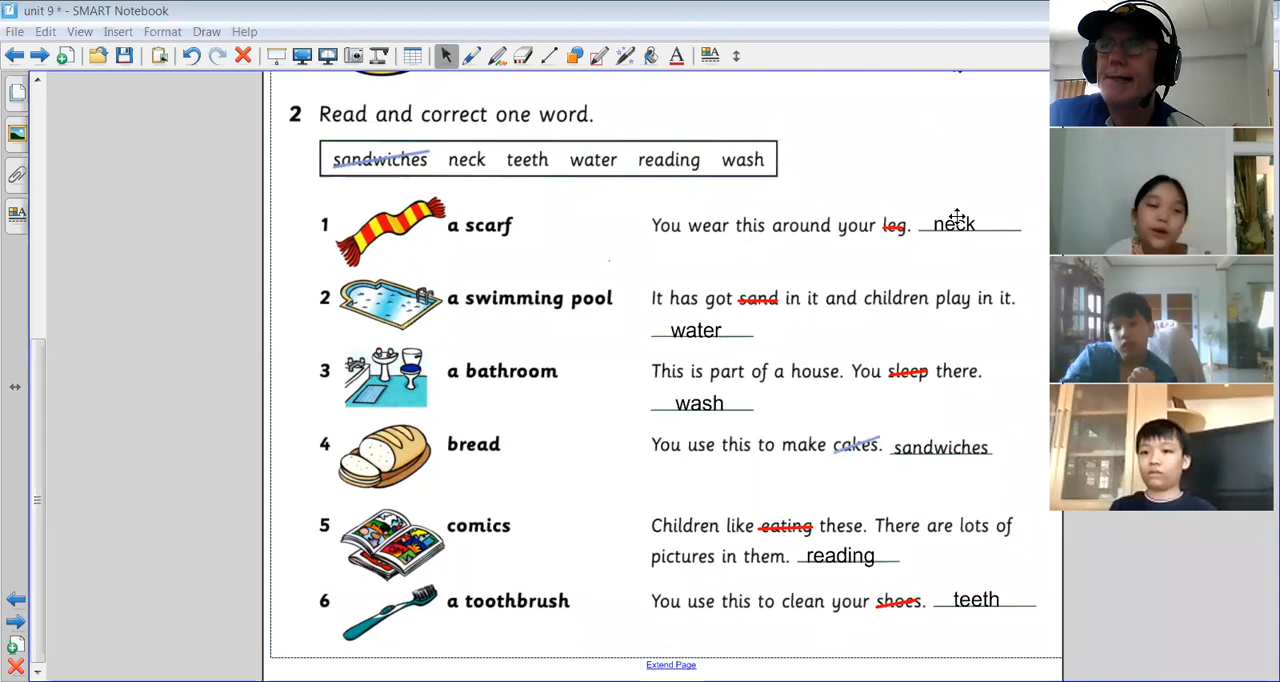 unit 9 * - SMART Notebook
File Edit View Insert Format Draw Help
2 Read and correct one word.
sandwiches neck teeth water reading wash
1 a scarf You wear this around your leg. neck
2 a swimming pool It has got sand in it and children play in it.
water
3 a bathroom This is part of a house. You sleep there.
wash
4 bread You use this to make cakes. sandwiches
5 comics Children like eating these. There are lots of
pictures in them. reading
6 a toothbrush You use this to clean your shoes. teeth
Extend Page